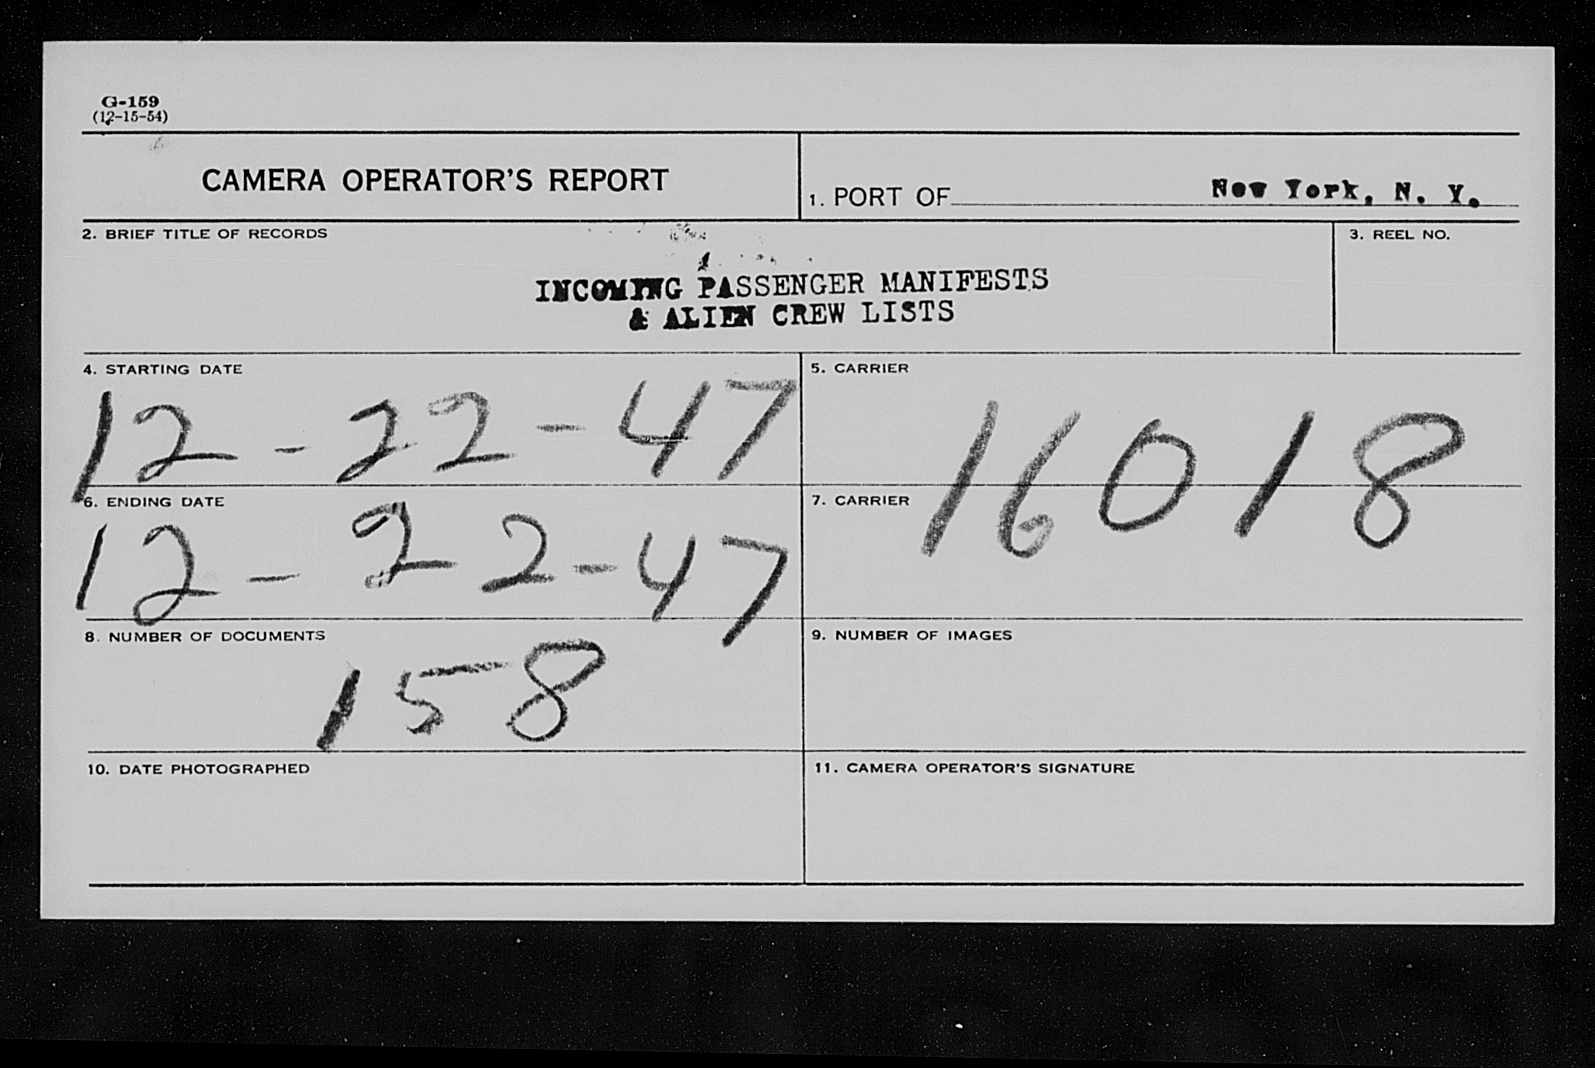 G-159
(12-15-54)
CAMERA OPERATOR'S REPORT
1. PORT OF New York, N. Y.
2. BRIEF TITLE OF RECORDS
3. REEL NO.
INCOMING PASSENGER MANIFESTS
& ALIEN CREW LISTS
4. STARTING DATE
12-22-47
5. CARRIER
16018
6. ENDING DATE
12-22-47
7. CARRIER
8. NUMBER OF DOCUMENTS
158
9. NUMBER OF IMAGES
10. DATE PHOTOGRAPHED
11. CAMERA OPERATOR'S SIGNATURE